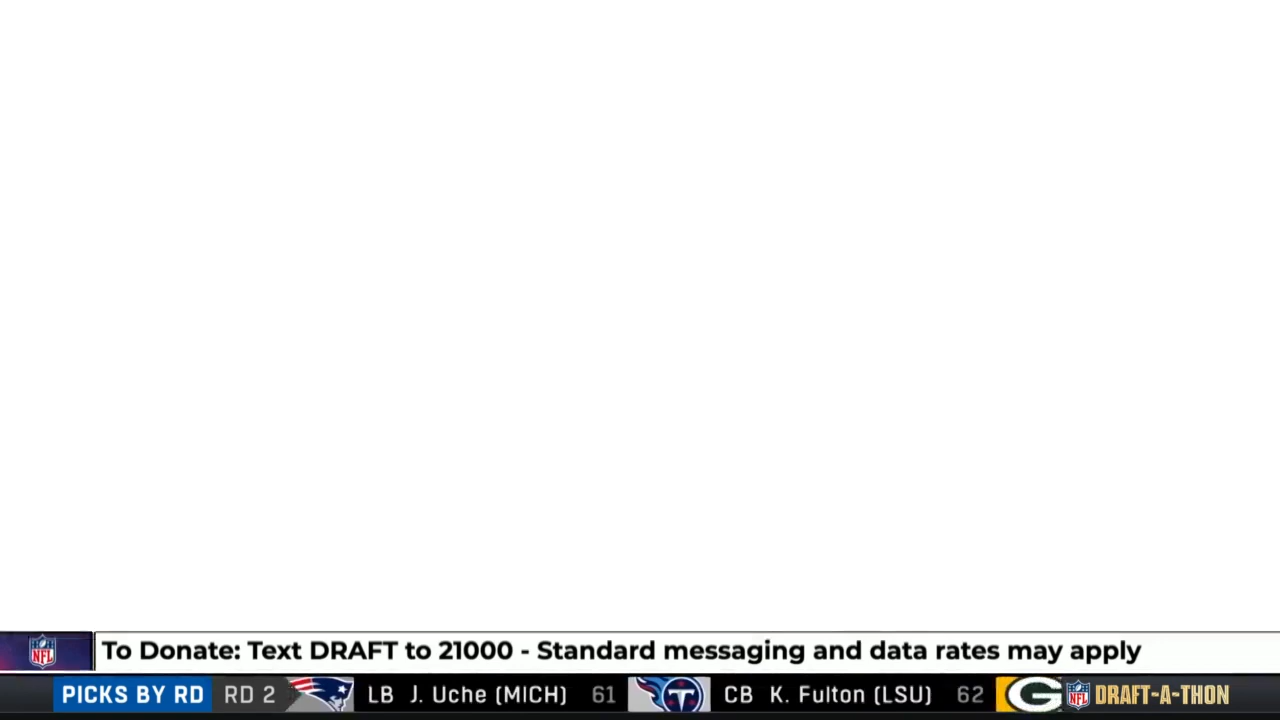 NFL To Donate: Text DRAFT to 21000 - Standard messaging and data rates may apply
PICKS BY RD RD 2 LB J. Uche (MICH) 61 T CB K. Fulton (LSU) 62 G NFL DRAFT-A-THON